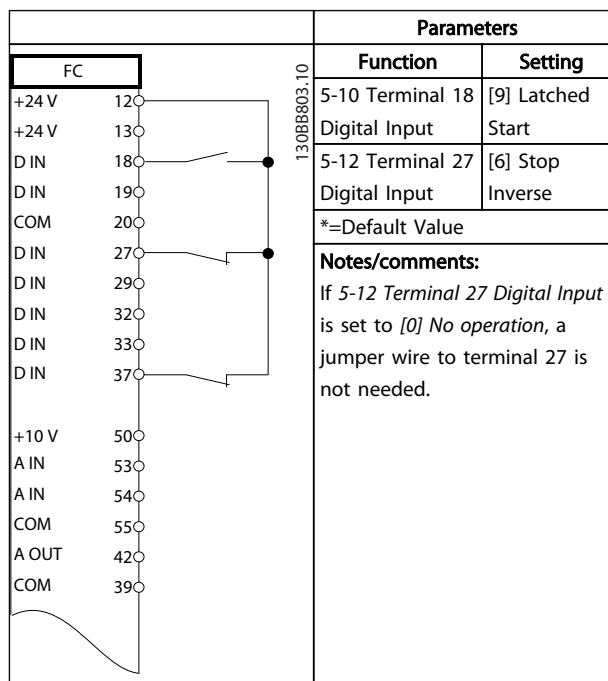 FC
+24 V 12
+24 V 13
D IN 18
D IN 19
COM 20
D IN 27
D IN 29
D IN 32
D IN 33
D IN 37
+10 V 50
A IN 53
A IN 54
COM 55
A OUT 42
COM 39
130BB803.10
Parameters
Function Setting
5-10 Terminal 18 [9] Latched
Digital Input Start
5-12 Terminal 27 [6] Stop
Digital Input Inverse
*=Default Value
Notes/comments:
If 5-12 Terminal 27 Digital Input
is set to [0] No operation, a
jumper wire to terminal 27 is
not needed.